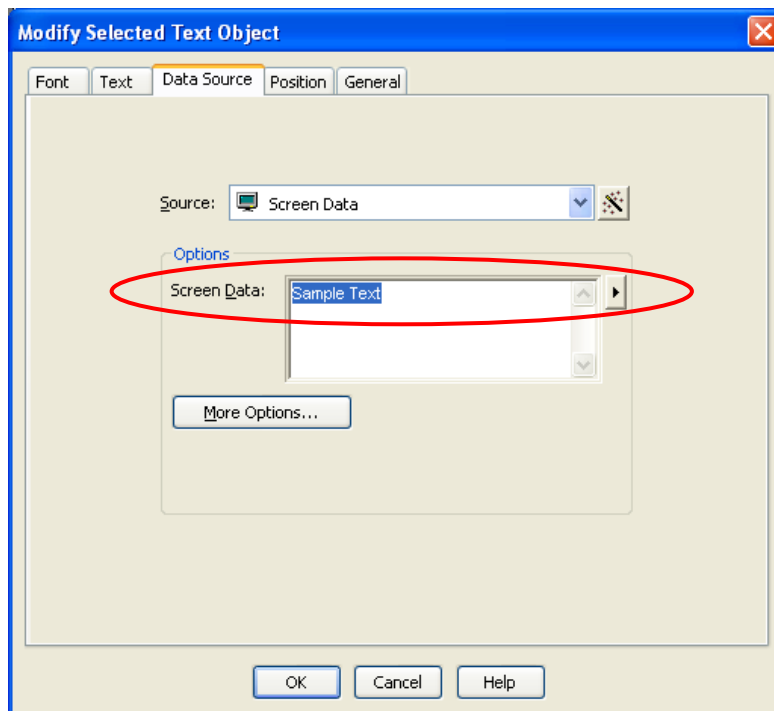 Modify Selected Text Object
Font Text Data Source Position General
Source: Screen Data
Options
Screen Data: Sample Text
More Options...
OK Cancel Help